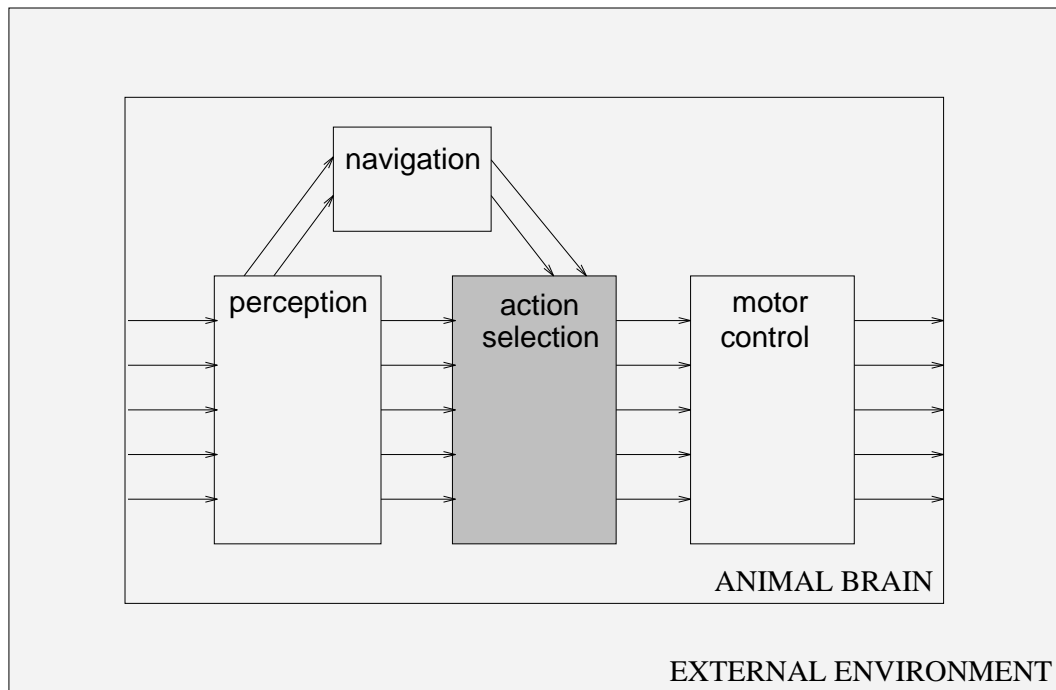 navigation
perception
action
selection
motor
control
ANIMAL BRAIN
EXTERNAL ENVIRONMENT